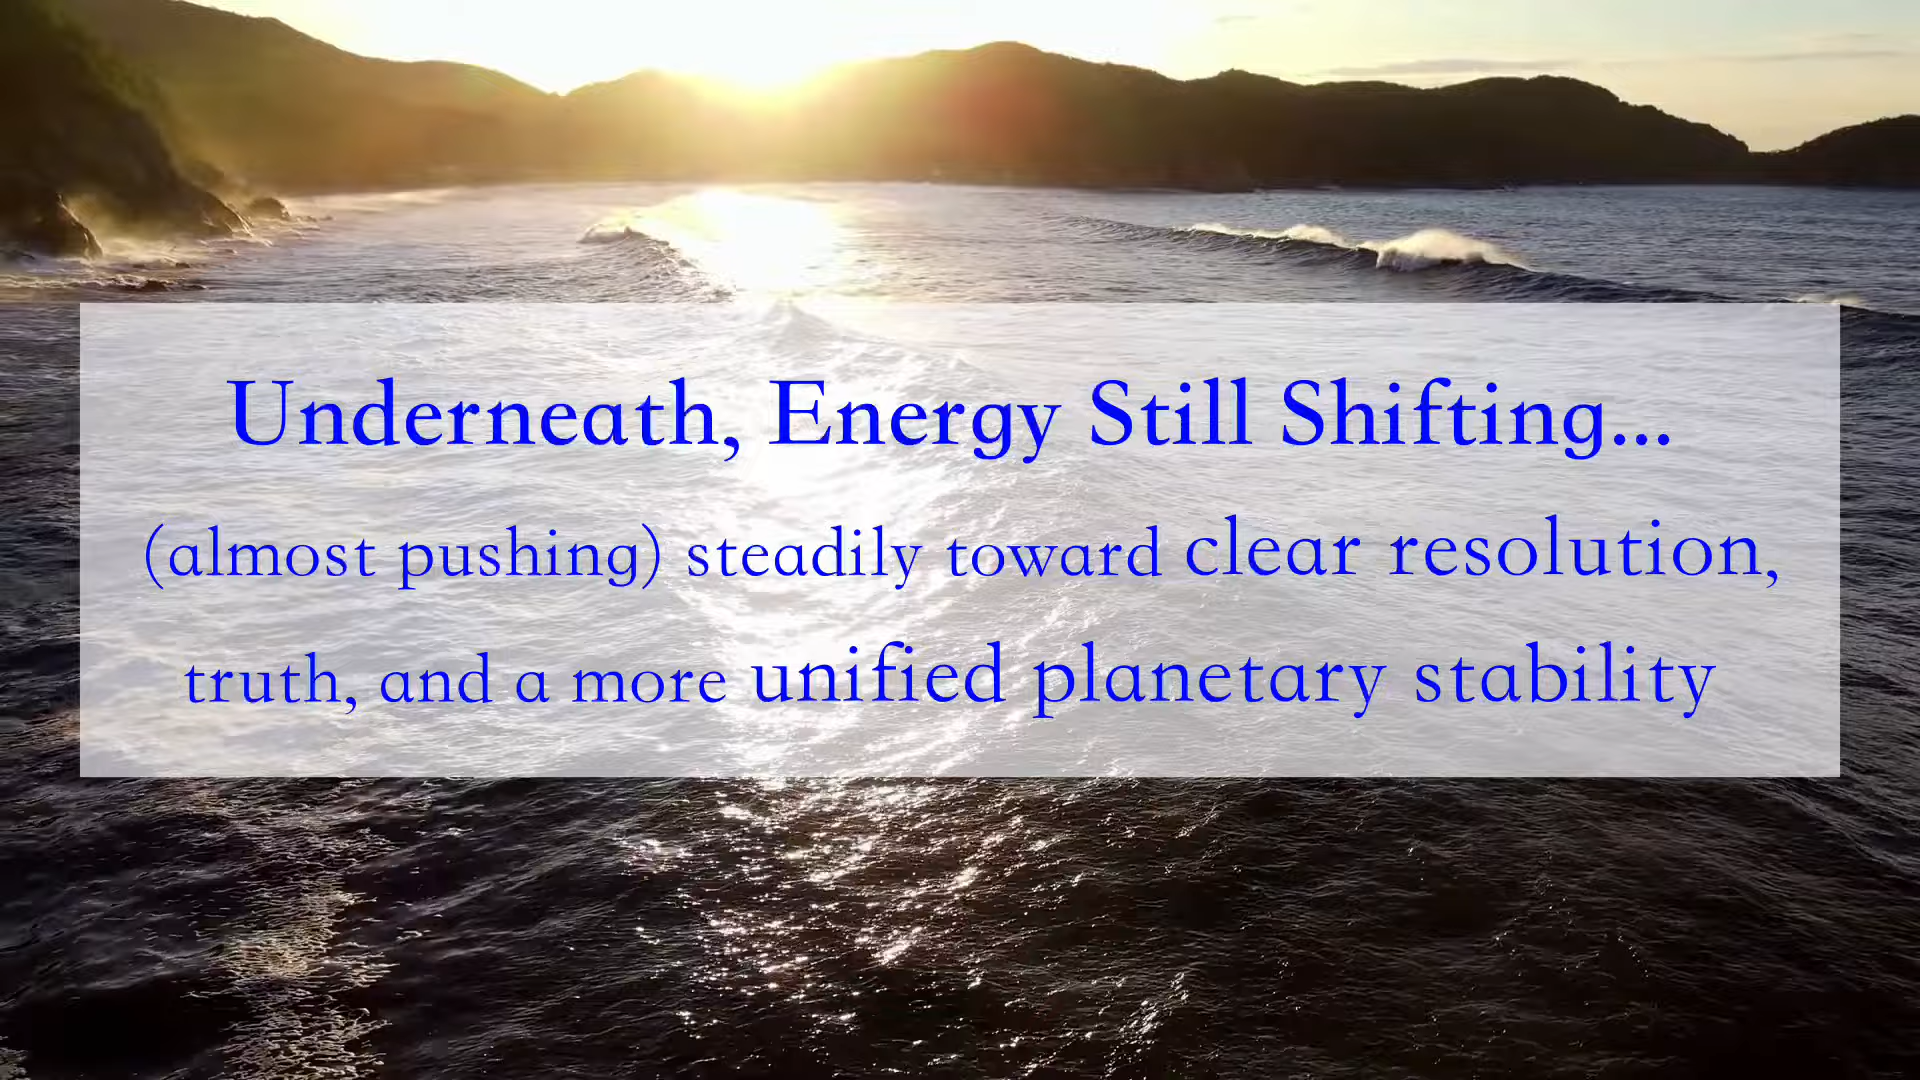 Underneath, Energy Still Shifting...
(almost pushing) steadily toward clear resolution,
truth, and a more unified planetary stability